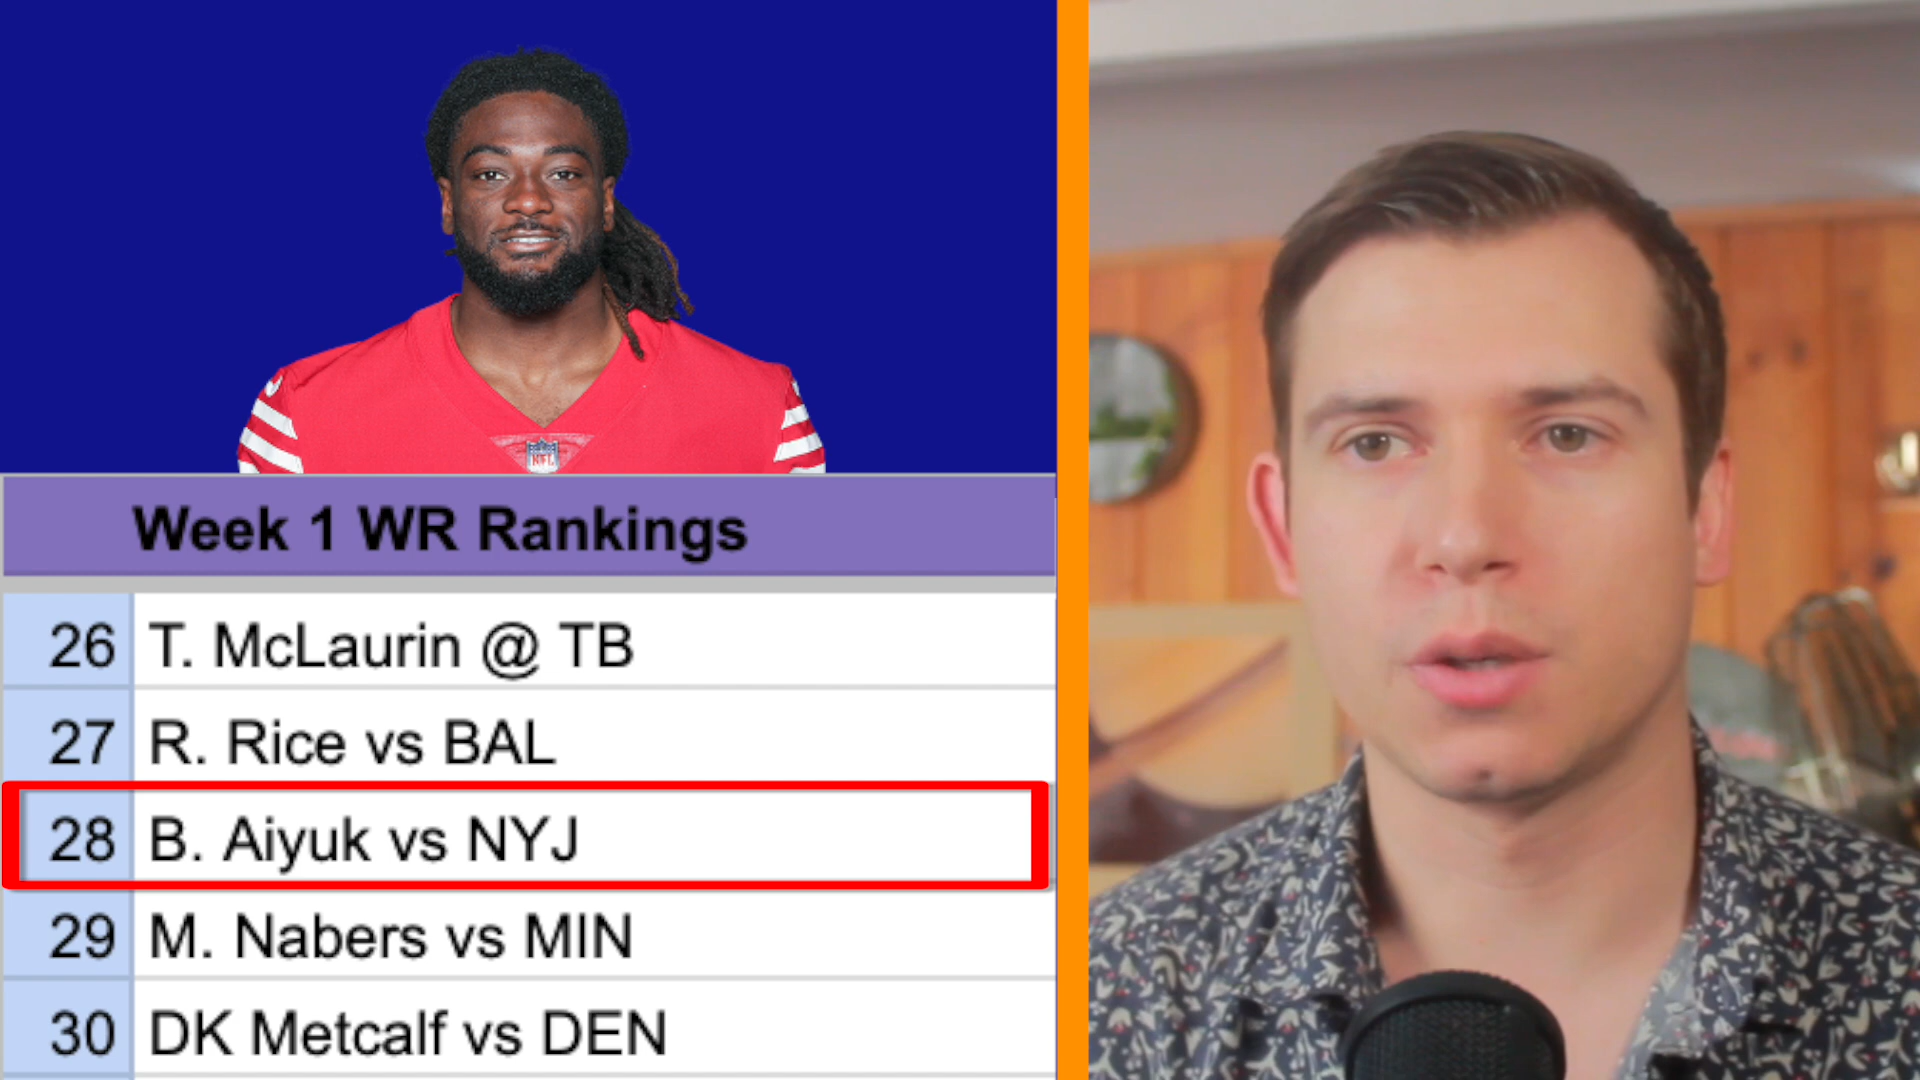 NFL
Week 1 WR Rankings
26 T. McLaurin @ TB
27 R. Rice vs BAL
28 B. Aiyuk vs NYJ
29 M. Nabers vs MIN
30 DK Metcalf vs DEN